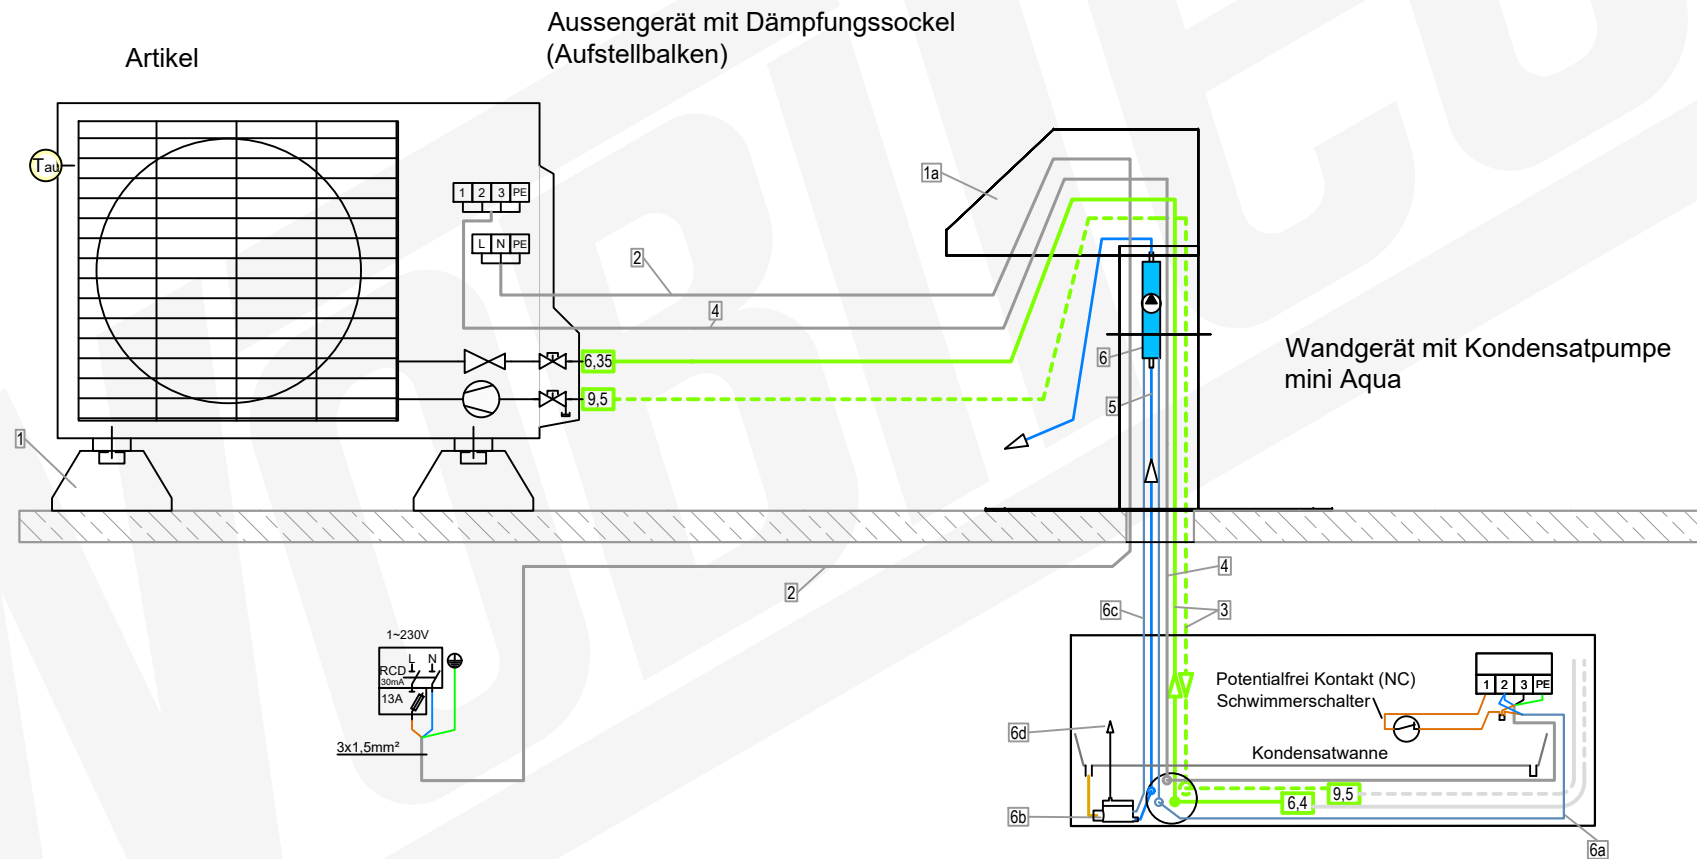 Aussengerät mit Dämpfungssockel
(Aufstellbalken)
Artikel
Tau
1 2 3 PE
L N PE
1a
2
4
6,35
9,5
6
5
Wandgerät mit Kondensatpumpe
mini Aqua
1
2
4
3
6c
1~230V
L N
RCD
30mA
13A
3x1,5mm²
Potentialfrei Kontakt (NC)
Schwimmerschalter
1 2 3 PE
6d
Kondensatwanne
9,5
6,4
6b
6a